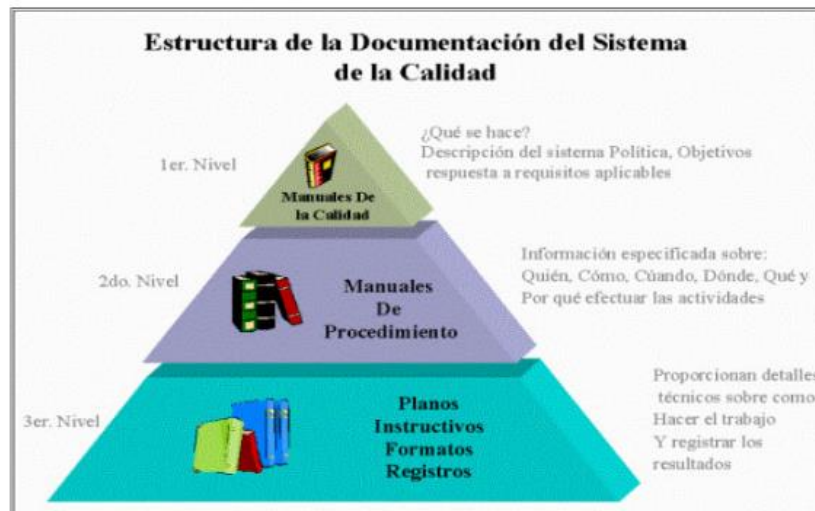 Estructura de la Documentación del Sistema
de la Calidad
1er. Nivel
Manuales De
la Calidad
¿Qué se hace?
Descripción del sistema Política, Objetivos
respuesta a requisitos aplicables
2do. Nivel
Manuales
De
Procedimiento
Información especificada sobre:
Quién, Cómo, Cúando, Dónde, Qué y
Por qué efectuar las actividades
3er. Nivel
Planos
Instructivos
Formatos
Registros
Proporcionan detalles
técnicos sobre como
Hacer el trabajo
Y registrar los
resultados